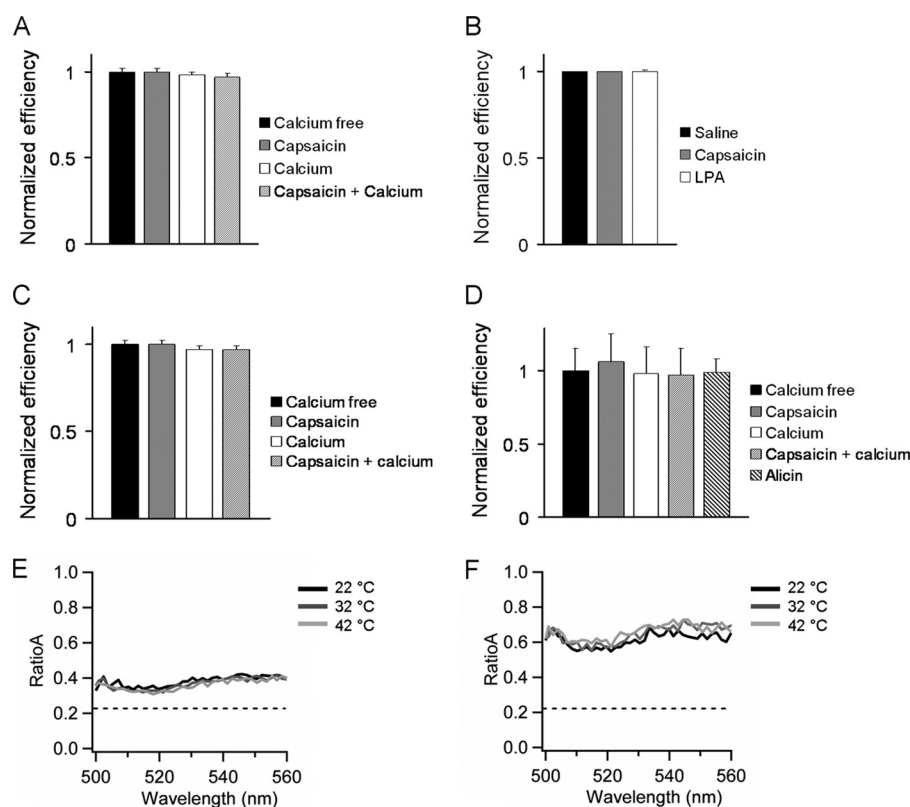 A
Normalized efficiency
1
0.5
0
Calcium free
Capsaicin
Calcium
Capsaicin + Calcium
B
Normalized efficiency
1
0.5
0
Saline
Capsaicin
LPA
C
Normalized efficiency
1
0.5
0
Calcium free
Capsaicin
Calcium
Capsaicin + calcium
D
Normalized efficiency
1
0.5
0
Calcium free
Capsaicin
Calcium
Capsaicin + calcium
Alicin
E
RatioA
1.0
0.8
0.6
0.4
0.2
0.0
500
520
540
560
Wavelength (nm)
22 °C
32 °C
42 °C
F
RatioA
1.0
0.8
0.6
0.4
0.2
0.0
500
520
540
560
Wavelength (nm)
22 °C
32 °C
42 °C